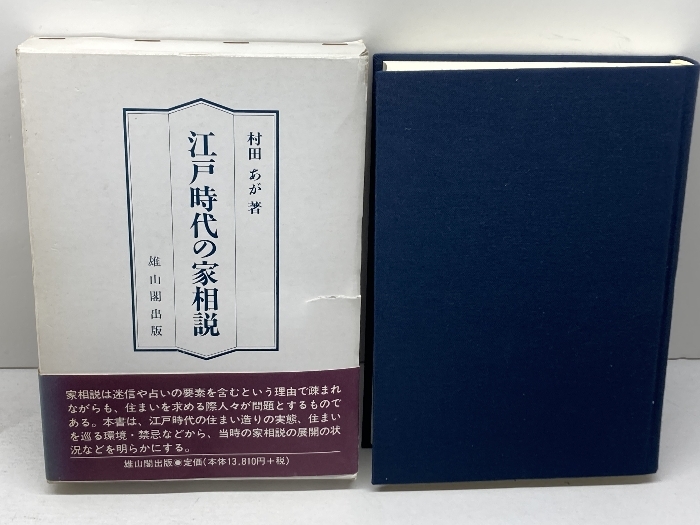 村田 あが 著
江戸時代の家相説
雄山閣出版
家相説は迷信や占いの要素を含むという理由で疎まれ
ながらも、住まいを求める際人々が問題とするもので
ある。本書は、江戸時代の住まい造りの実態、住まい
を巡る環境・禁忌などから、当時の家相説の展開の状
況などを明らかにする。
雄山閣出版●定価(本体13,810円+税)